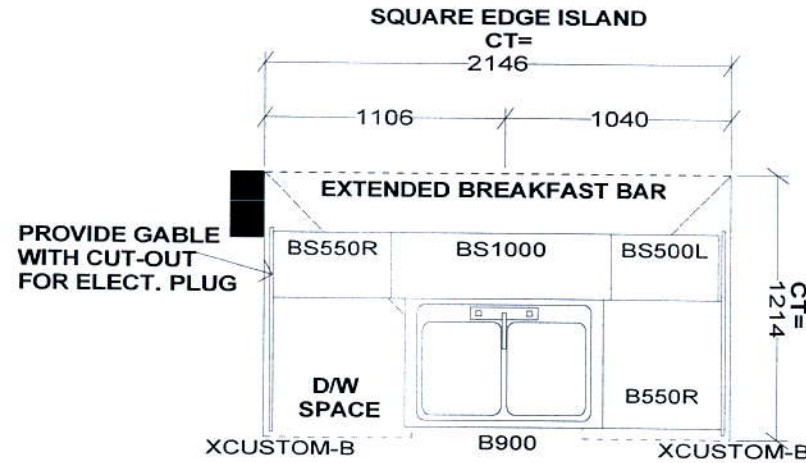 SQUARE EDGE ISLAND
CT=
2146
1106
1040
EXTENDED BREAKFAST BAR
PROVIDE GABLE
WITH CUT-OUT
FOR ELECT. PLUG
BS550R
BS1000
BS500L
CT=
1214
D/W
SPACE
B550R
XCUSTOM-B
B900
XCUSTOM-B